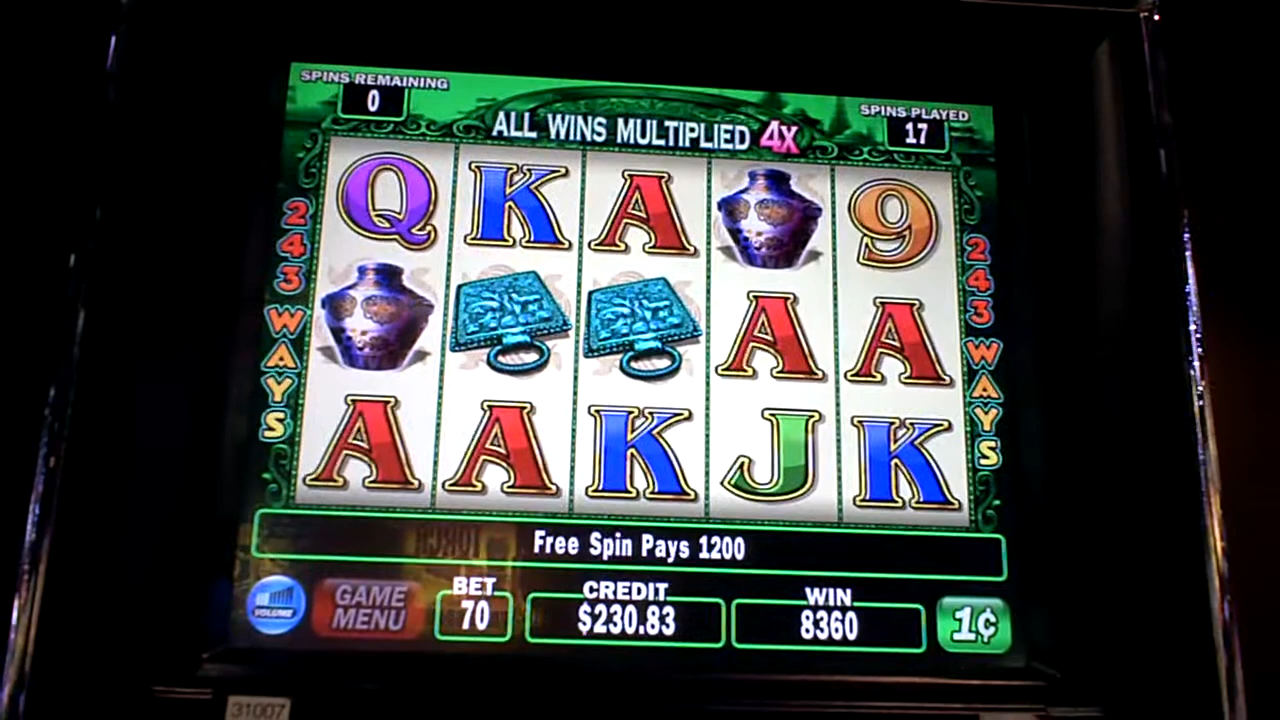 SPINS REMAINING
0
ALL WINS MULTIPLIED 4X
SPINS PLAYED
17
243 WAYS
Q K A 9
A A
A A K J K
243 WAYS
Free Spin Pays 1200
VOLUME
GAME MENU
BET
70
CREDIT
$230.83
WIN
8360
1¢
31007